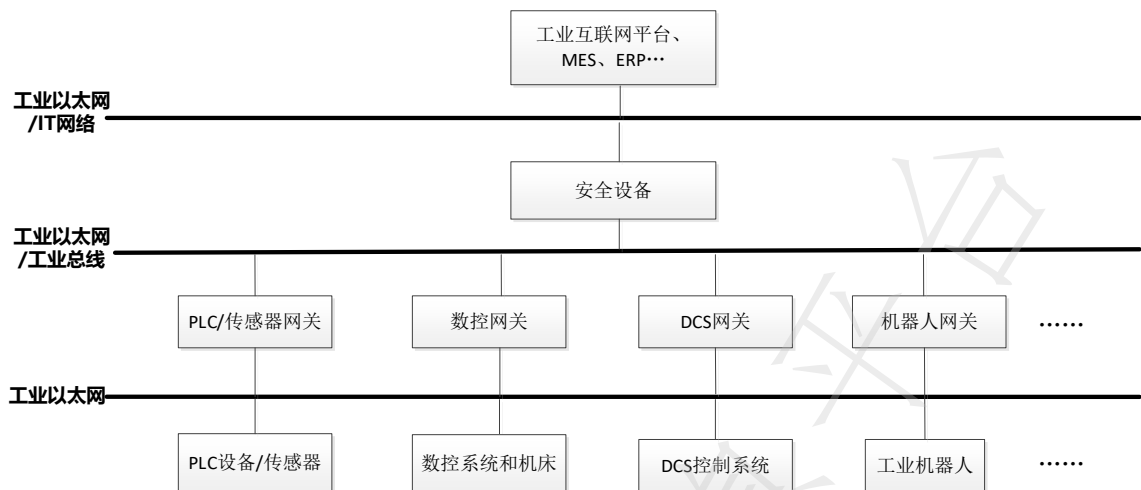 工业互联网平台、
MES、ERP…
工业以太网
/IT网络
安全设备
工业以太网
/工业总线
PLC/传感器网关
数控网关
DCS网关
机器人网关
……
工业以太网
PLC设备/传感器
数控系统和机床
DCS控制系统
工业机器人
……
平台